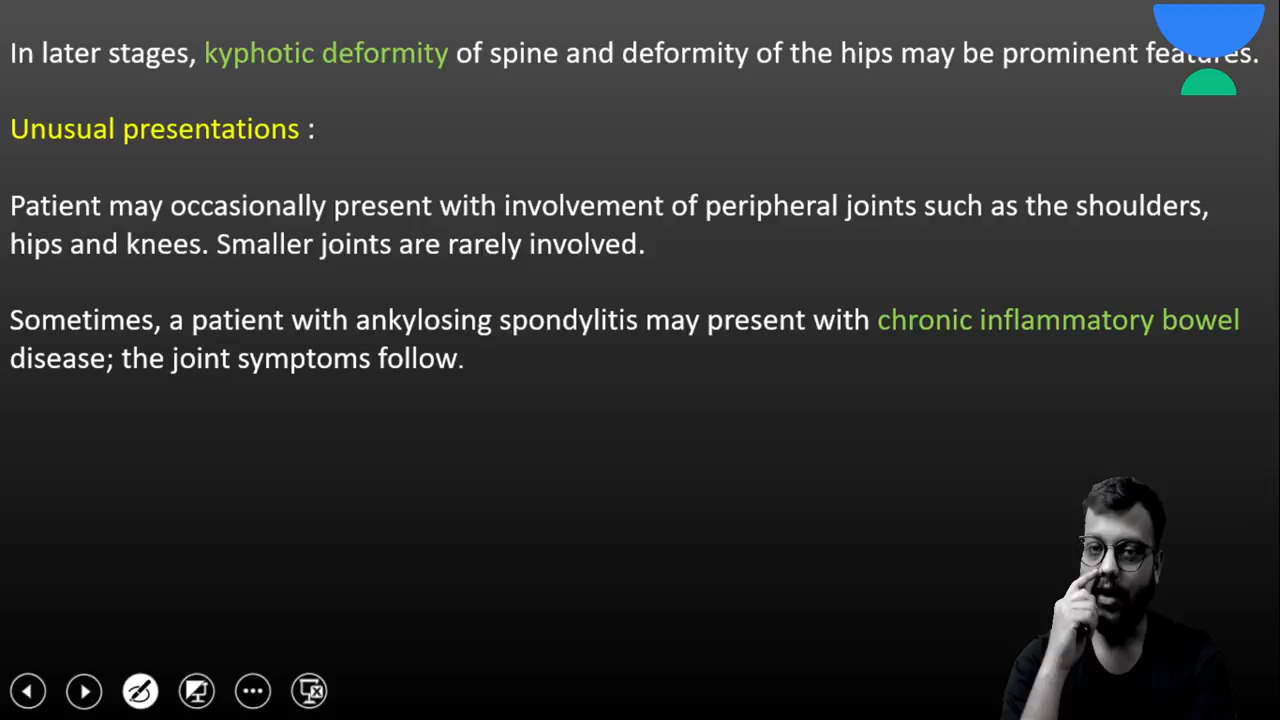 In later stages, kyphotic deformity of spine and deformity of the hips may be prominent features.
Unusual presentations :
Patient may occasionally present with involvement of peripheral joints such as the shoulders,
hips and knees. Smaller joints are rarely involved.
Sometimes, a patient with ankylosing spondylitis may present with chronic inflammatory bowel
disease; the joint symptoms follow.